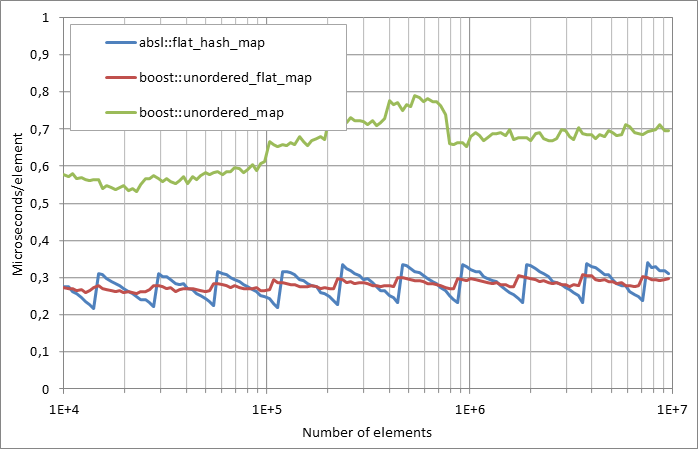 1
0,9
0,8
0,7
0,6
0,5
0,4
0,3
0,2
0,1
0
Microseconds/element
absl::flat_hash_map
boost::unordered_flat_map
boost::unordered_map
1E+4 1E+5 1E+6 1E+7
Number of elements